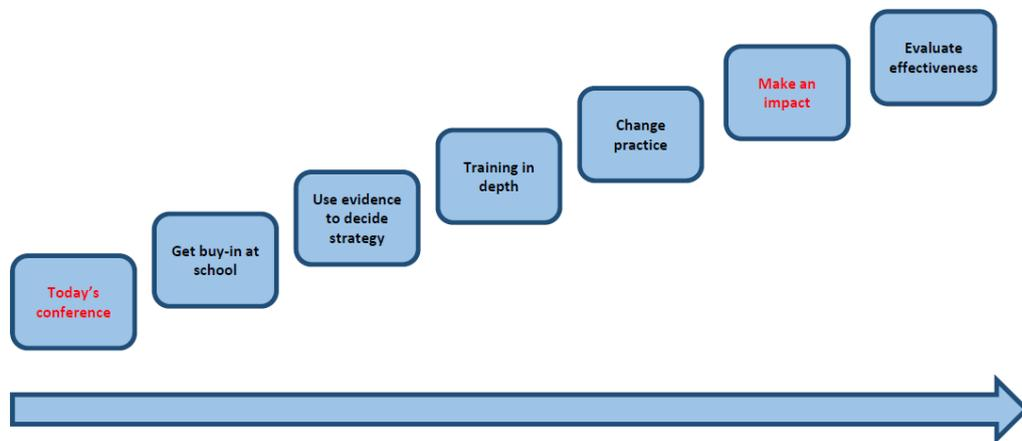 Today's
conference
Get buy-in at
school
Use evidence
to decide
strategy
Training in
depth
Change
practice
Make an
impact
Evaluate
effectiveness